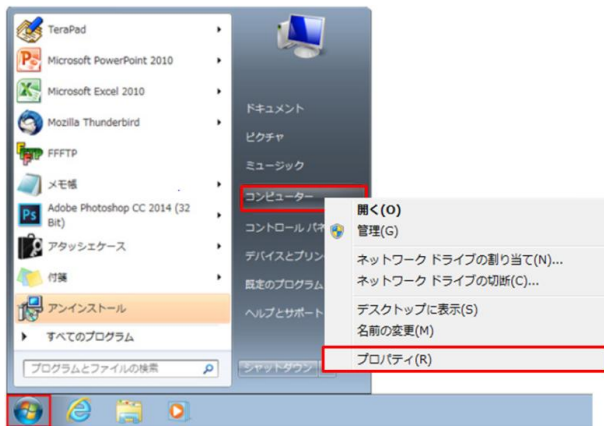 TeraPad
Microsoft PowerPoint 2010
Microsoft Excel 2010
Mozilla Thunderbird
FFFTP
メモ帳
Adobe Photoshop CC 2014 (32
Bit)
アタッシェケース
付箋
アンインストール
すべてのプログラム
プログラムとファイルの検索
ドキュメント
ピクチャ
ミュージック
コンピューター
コントロール パネ
デバイスとプリン
既定のプログラム
ヘルプとサポート
シャットダウン
開く(O)
管理(G)
ネットワーク ドライブの割り当て(N)...
ネットワーク ドライブの切断(C)...
デスクトップに表示(S)
名前の変更(M)
プロパティ(R)